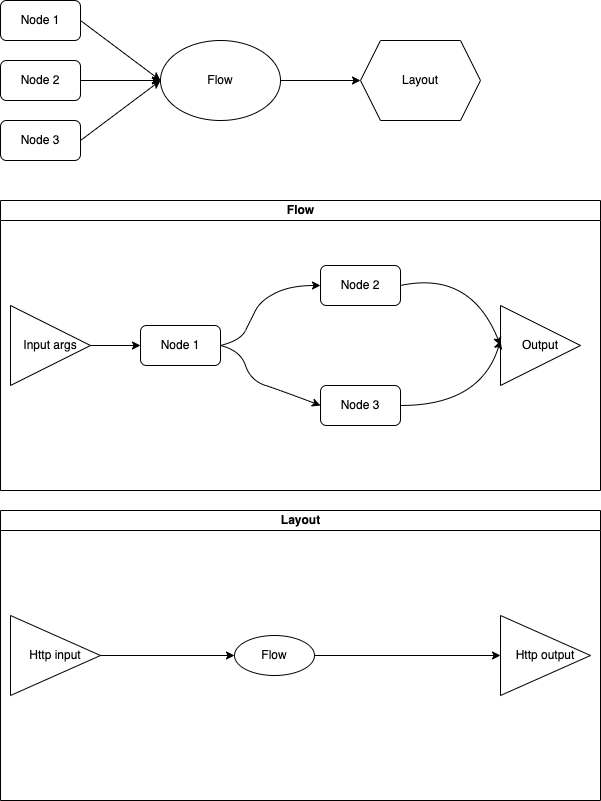 Node 1
Node 2
Node 3
Flow
Layout
Flow
Input args
Node 1
Node 2
Node 3
Output
Layout
Http input
Flow
Http output